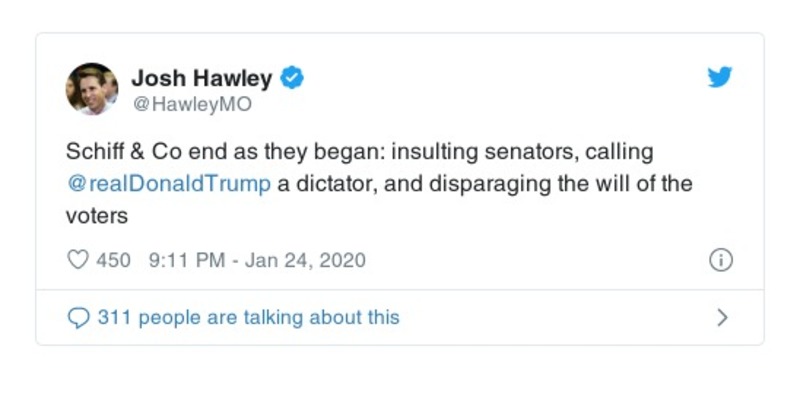 Josh Hawley
@HawleyMO
Schiff & Co end as they began: insulting senators, calling
@realDonaldTrump a dictator, and disparaging the will of the
voters
450 9:11 PM - Jan 24, 2020
311 people are talking about this